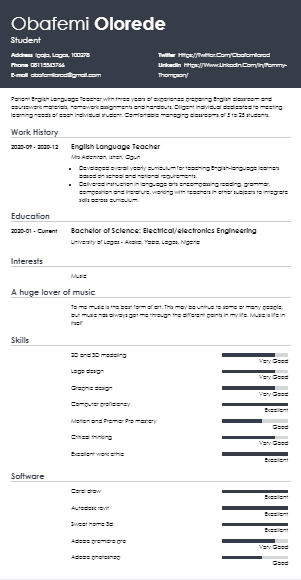 Obafemi Olorede
Student
Address Igaja, Lagos, 100278
Twitter Https://Twitter.Com/Obafemiorod
Phone 08115563766
LinkedIn Https://Www.LinkedIn.Com/In/Pommy-
Thompson/
E-mail obafemilorod@gmail.com
Patient English Language Teacher with three years of experience preparing English classroom and
coursework materials, homework assignments and handouts. Diligent individual dedicated to meeting
learning needs of each individual student. Comfortable managing classrooms of 5 to 25 students.
Work History
2020-09 - 2020-12
English Language Teacher
Mrs Adeniran, Isheri, Ogun
Developed overall yearly curriculum for teaching English-language learners
based on school and national requirements.
Delivered instruction in language arts encompassing reading, grammar,
composition and literature, working with teachers in other subjects to integrate
skills across curriculum.
Education
2020-01 - Current
Bachelor of Science: Electrical/electronics Engineering
University of Lagos - Akoka, Yaba, Lagos, Nigeria
Interests
Music
A huge lover of music
To me music is the best form of art. This may be untrue to some or many people,
but music has always got me through the different points in my life. Music is life in
itself
Skills
2D and 3D modeling
Very Good
Logo design
Very Good
Graphic design
Very Good
Computer proficiency
Excellent
Motion and Premier Pro mastery
Good
Critical thinking
Very Good
Excellent work ethic
Excellent
Software
Corel draw
Excellent
Autodesk revit
Excellent
Sweet home 3d
Excellent
Adobe premiere pro
Very Good
Adobe photoshop
Good